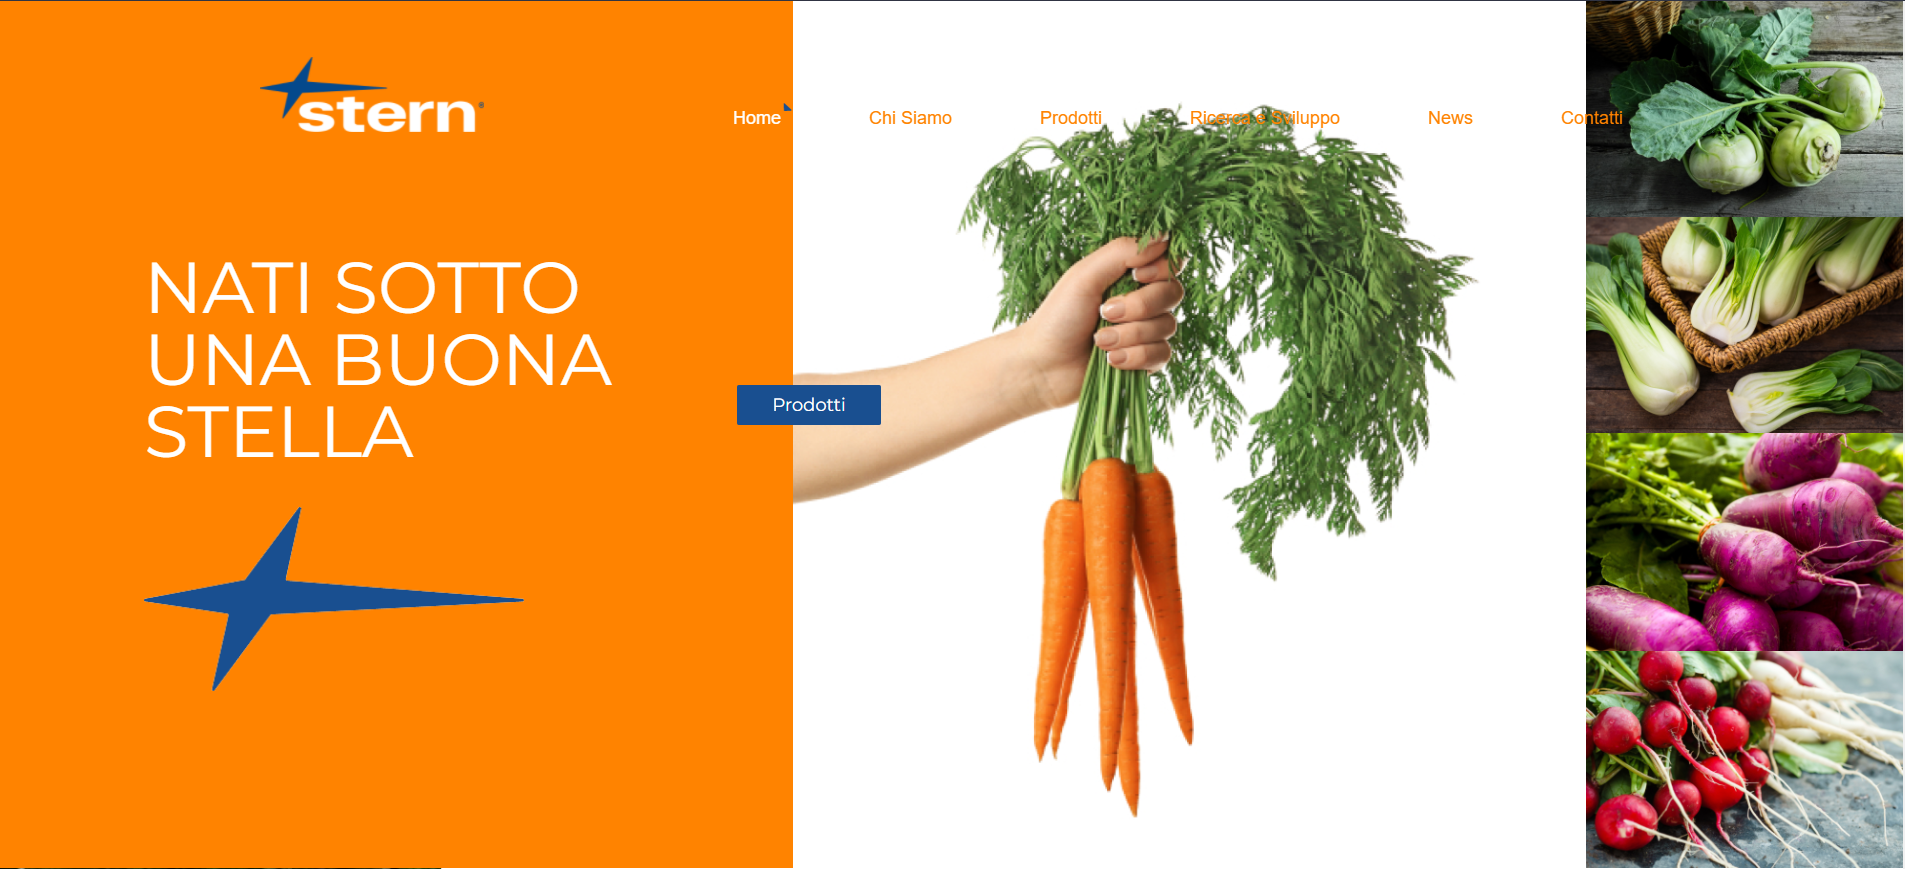 stern®
Home Chi Siamo Prodotti Ricerca e Sviluppo News Contatti
NATI SOTTO
UNA BUONA
STELLA
Prodotti